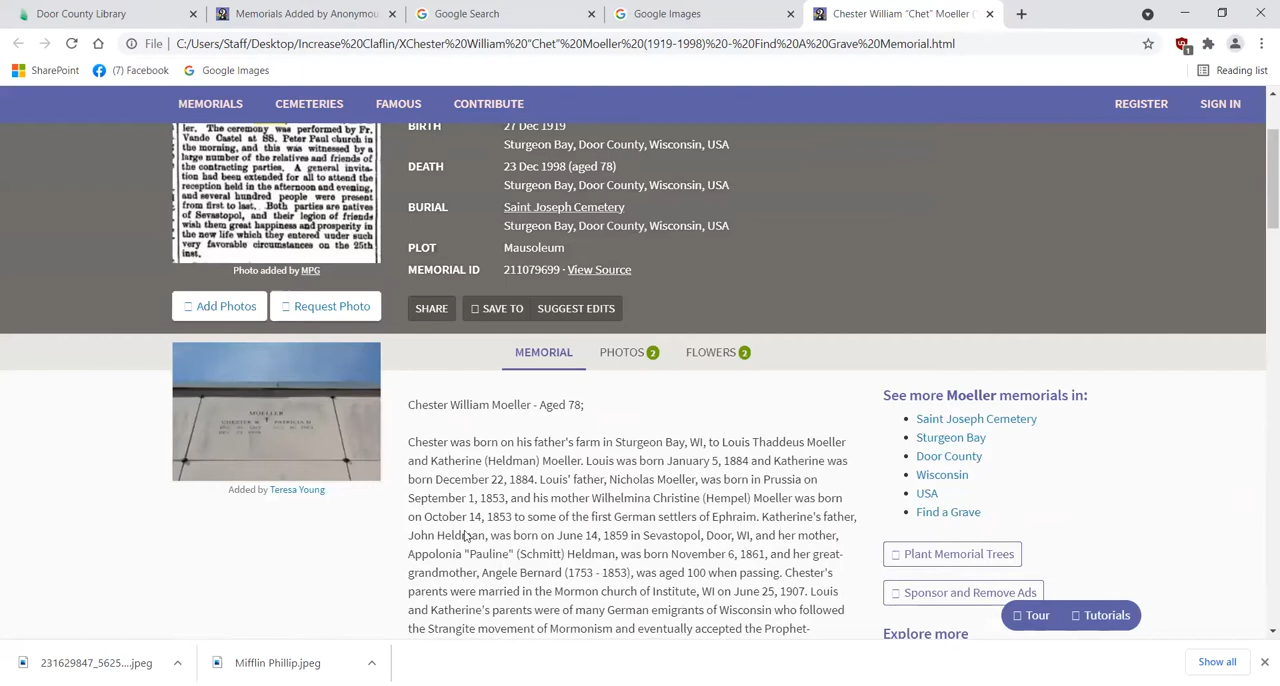 Door County Library
Memorials Added by Anonymou
Google Search
Google Images
Chester William "Chet" Moeller (
File
C:/Users/Staff/Desktop/Increase%20Claflin/XChester%20William%20"Chet"%20Moeller%20(1919-1998)%20-%20Find%20A%20Grave%20Memorial.html
1
SharePoint
(7) Facebook
Google Images
Reading list
MEMORIALS
CEMETERIES
FAMOUS
CONTRIBUTE
REGISTER
SIGN IN
ler. The ceremony was performed by Fr.
Vande Castel at SS. Peter Paul church in
the morning, and this was witnessed by a
large number of the relatives and friends of
the contracting parties. A general invita-
tion had been extended for all to attend the
reception held in the afternoon and evening,
and several hundred people were present
from first to last. Both parties are natives
of Sevastopol, and their legion of friends
wish them great happiness and prosperity in
the new life which they entered under such
very favorable circumstances on the 25th
inst.
Photo added by MPG
Add Photos
Request Photo
BIRTH
27 Dec 1919
Sturgeon Bay, Door County, Wisconsin, USA
DEATH
23 Dec 1998 (aged 78)
Sturgeon Bay, Door County, Wisconsin, USA
BURIAL
Saint Joseph Cemetery
Sturgeon Bay, Door County, Wisconsin, USA
PLOT
Mausoleum
MEMORIAL ID
211079699 · View Source
SHARE
SAVE TO
SUGGEST EDITS
MEMORIAL
PHOTOS 2
FLOWERS 2
MOELLER
CHESTER W
PATRICIA H
Added by Teresa Young
Chester William Moeller - Aged 78;
Chester was born on his father's farm in Sturgeon Bay, WI, to Louis Thaddeus Moeller
and Katherine (Heldman) Moeller. Louis was born January 5, 1884 and Katherine was
born December 22, 1884. Louis' father, Nicholas Moeller, was born in Prussia on
September 1, 1853, and his mother Wilhelmina Christine (Hempel) Moeller was born
on October 14, 1853 to some of the first German settlers of Ephraim. Katherine's father,
John Heldman, was born on June 14, 1859 in Sevastopol, Door, WI, and her mother,
Appolonia "Pauline" (Schmitt) Heldman, was born November 6, 1861, and her great-
grandmother, Angele Bernard (1753 - 1853), was aged 100 when passing. Chester's
parents were married in the Mormon church of Institute, WI on June 25, 1907. Louis
and Katherine's parents were of many German emigrants of Wisconsin who followed
the Strangite movement of Mormonism and eventually accepted the Prophet-
See more Moeller memorials in:
Saint Joseph Cemetery
Sturgeon Bay
Door County
Wisconsin
USA
Find a Grave
Plant Memorial Trees
Sponsor and Remove Ads
Tour
Tutorials
Explore more
231629847_5625....jpeg
Mifflin Phillip.jpeg
Show all